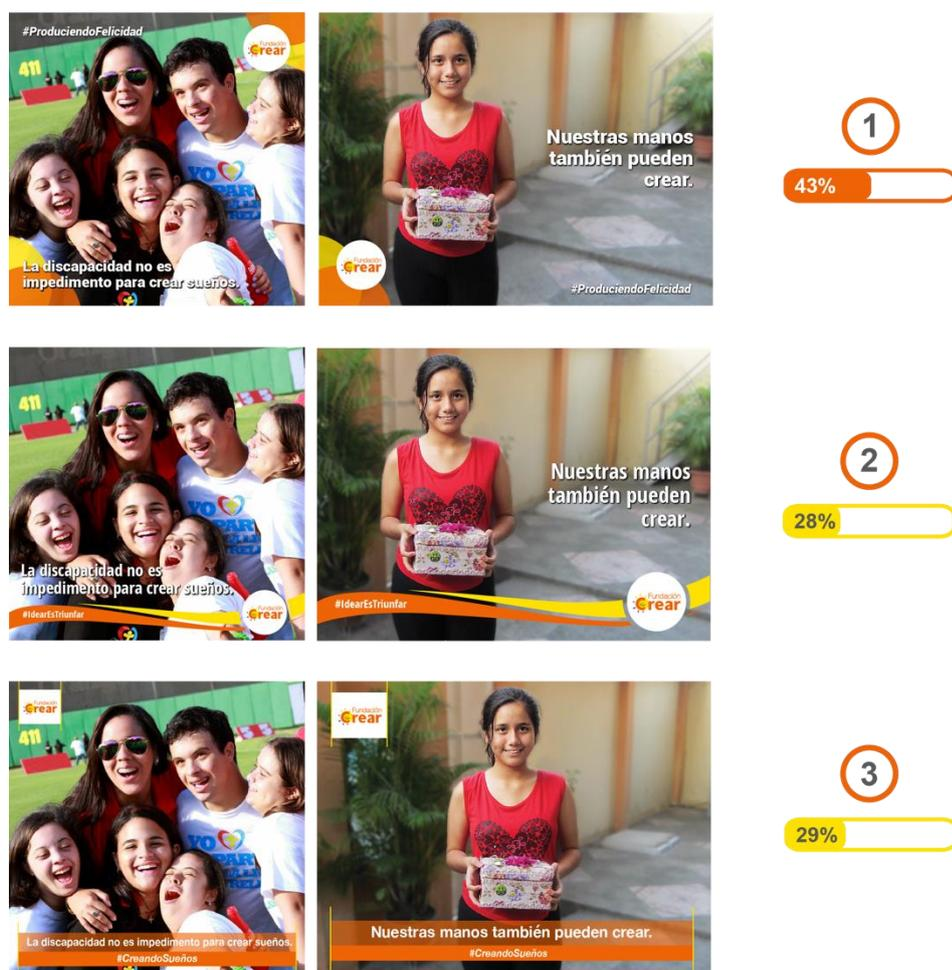 #ProduciendoFelicidad
Fundación
Crear
411
YO
La discapacidad no es
impedimento para crear sueños.
Nuestras manos
también pueden
crear.
Fundación
Crear
#ProduciendoFelicidad
1
43%
411
YO
La discapacidad no es
impedimento para crear sueños.
#IdearEsTriunfar
Fundación
Crear
Nuestras manos
también pueden
crear.
#IdearEsTriunfar
Fundación
Crear
2
28%
Fundación
Crear
411
YO
La discapacidad no es impedimento para crear sueños.
#CreandoSueños
Fundación
Crear
Nuestras manos también pueden crear.
#CreandoSueños
3
29%